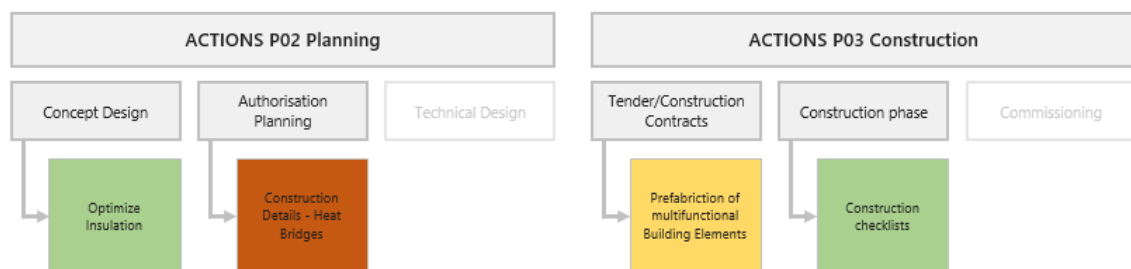 ACTIONS P02 Planning
ACTIONS P03 Construction
Concept Design
Authorisation
Planning
Technical Design
Tender/Construction
Contracts
Construction phase
Commissioning
Optimize
Insulation
Construction
Details - Heat
Bridges
Prefabriction of
multifunctional
Building Elements
Construction
checklists